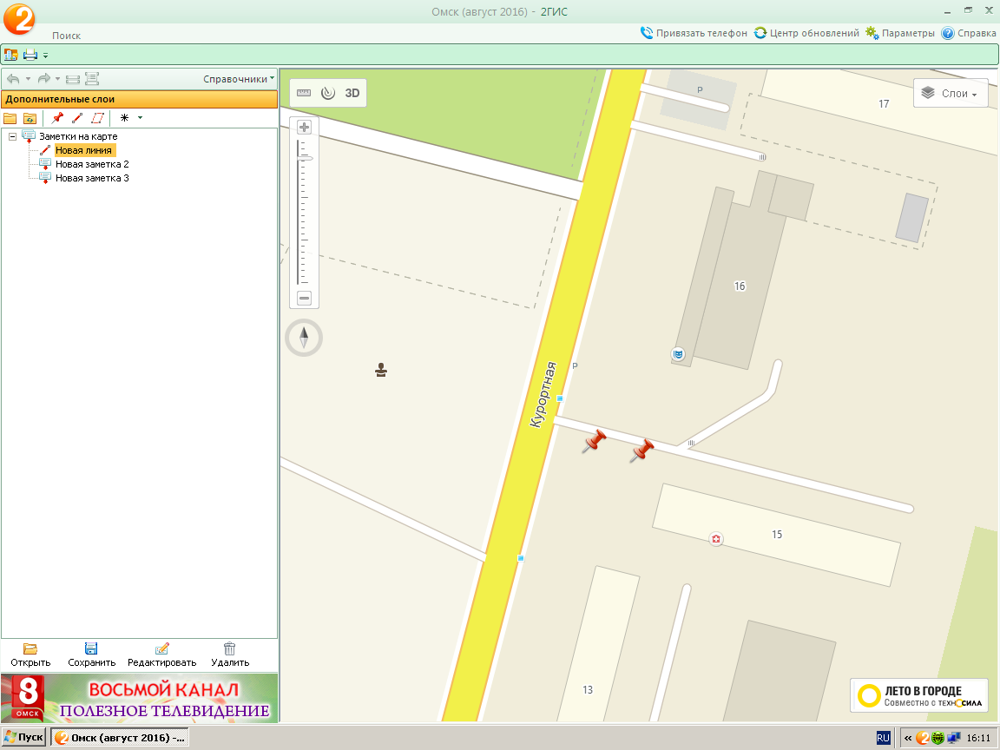 Омск (август 2016) - 2ГИС
Поиск
Привязать телефон
Центр обновлений
Параметры
Справка
Справочники
Дополнительные слои
Заметки на карте
Новая линия
Новая заметка 2
Новая заметка 3
3D
Слои
P
17
16
P
Курортная
15
13
Открыть
Сохранить
Редактировать
Удалить
8
ОМСК
ВОСЬМОЙ КАНАЛ
ПОЛЕЗНОЕ ТЕЛЕВИДЕНИЕ
ЛЕТО В ГОРОДЕ
Совместно с ТЕХНОСИЛА
Пуск
2 Омск (август 2016) -...
RU
«
16:11